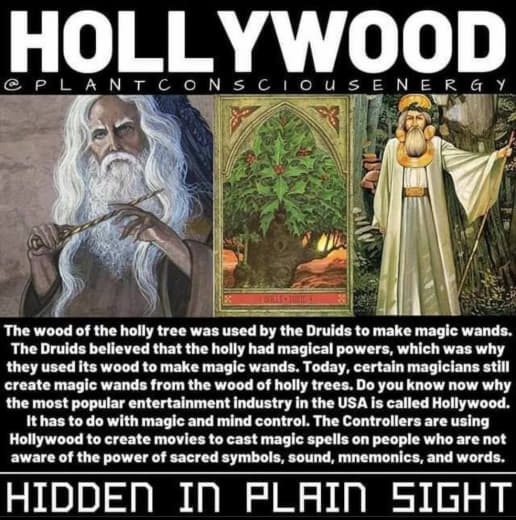 HOLLYWOOD
@PLANTCONSCIOUSENERGY
The wood of the holly tree was used by the Druids to make magic wands.
The Druids believed that the holly had magical powers, which was why
they used its wood to make magic wands. Today, certain magicians still
create magic wands from the wood of holly trees. Do you know now why
the most popular entertainment industry in the USA is called Hollywood.
It has to do with magic and mind control. The Controllers are using
Hollywood to create movies to cast magic spells on people who are not
aware of the power of sacred symbols, sound, mnemonics, and words.
HIDDEN IN PLAIN SIGHT